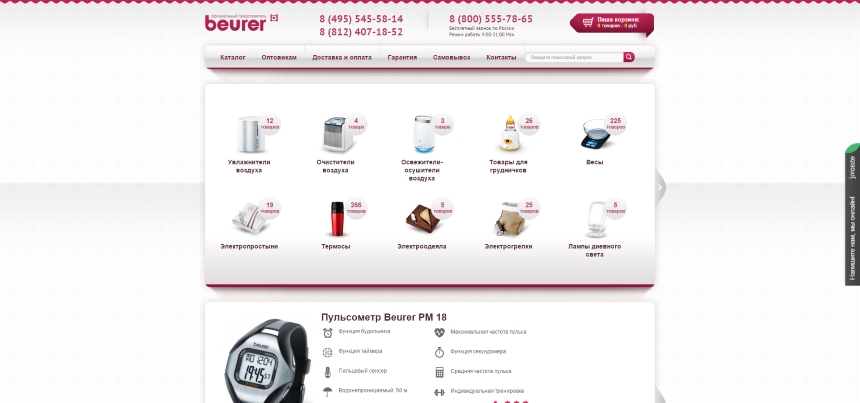 официальный представитель
beurer
8 (495) 545-58-14
8 (812) 407-18-52
8 (800) 555-78-65
Бесплатный звонок по России
Режим работы 9:00-21:00 Мск
Ваша корзина:
0 товаров - 0 руб.
Каталог
Оптовикам
Доставка и оплата
Гарантия
Самовывоз
Контакты
Введите поисковый запрос
12 товаров
Увлажнители
воздуха
4 товара
Очистители
воздуха
3 товара
Освежители-
осушители
воздуха
26 товаров
Товары для
грудничков
225 товаров
Весы
19 товаров
Электропростыни
266 товаров
Термосы
5 товаров
Электроодеяла
25 товаров
Электрогрелки
5 товаров
Лампы дневного
света
Напишите нам, мы онлайн!
jivosite
Пульсометр Beurer PM 18
Функция будильника
Максимальная частота пульса
Функция таймера
Функция секундомера
Пальцевый сенсор
Средняя частота пульса
Водонепроницаемый: 50 м
Индивидуальная тренировка
beurer